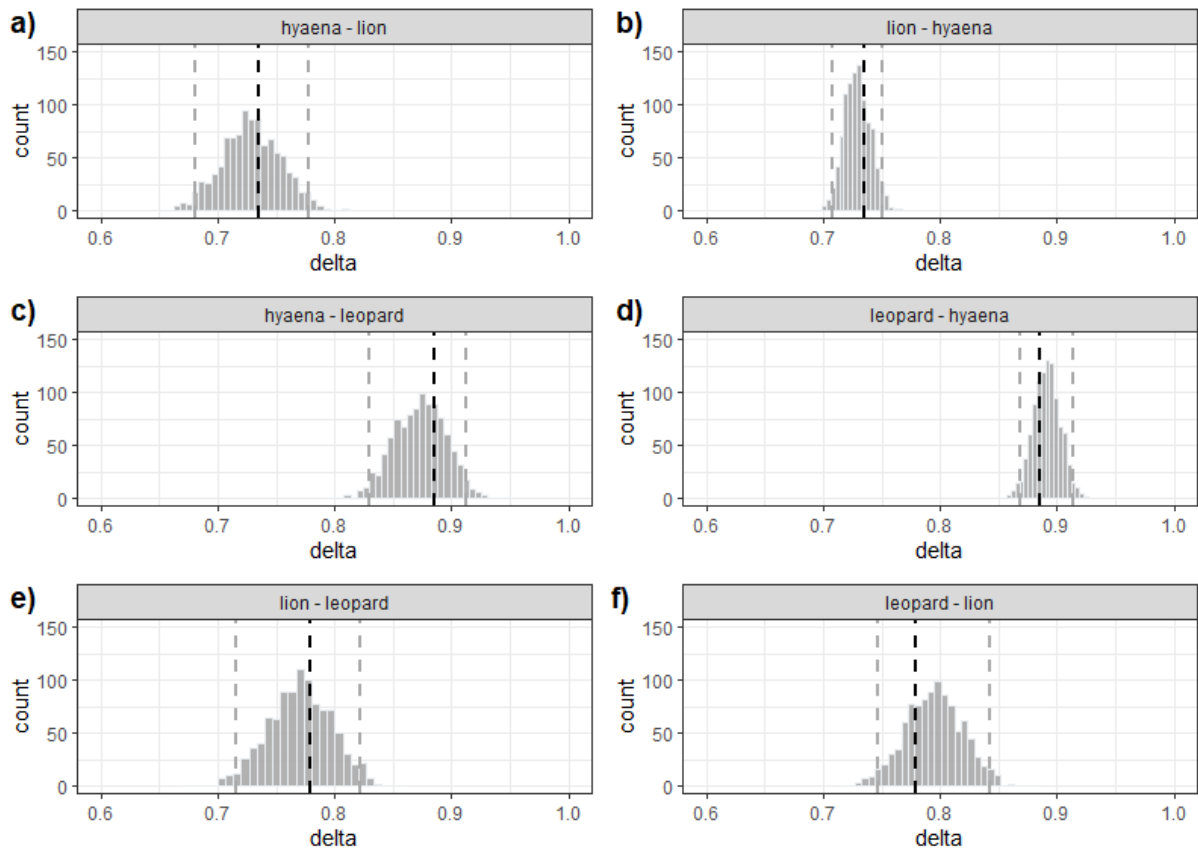 a)
hyaena - lion
150
100
50
0
count
0.6 0.7 0.8 0.9 1.0
delta
b)
lion - hyaena
150
100
50
0
count
0.6 0.7 0.8 0.9 1.0
delta
c)
hyaena - leopard
150
100
50
0
count
0.6 0.7 0.8 0.9 1.0
delta
d)
leopard - hyaena
150
100
50
0
count
0.6 0.7 0.8 0.9 1.0
delta
e)
lion - leopard
150
100
50
0
count
0.6 0.7 0.8 0.9 1.0
delta
f)
leopard - lion
150
100
50
0
count
0.6 0.7 0.8 0.9 1.0
delta